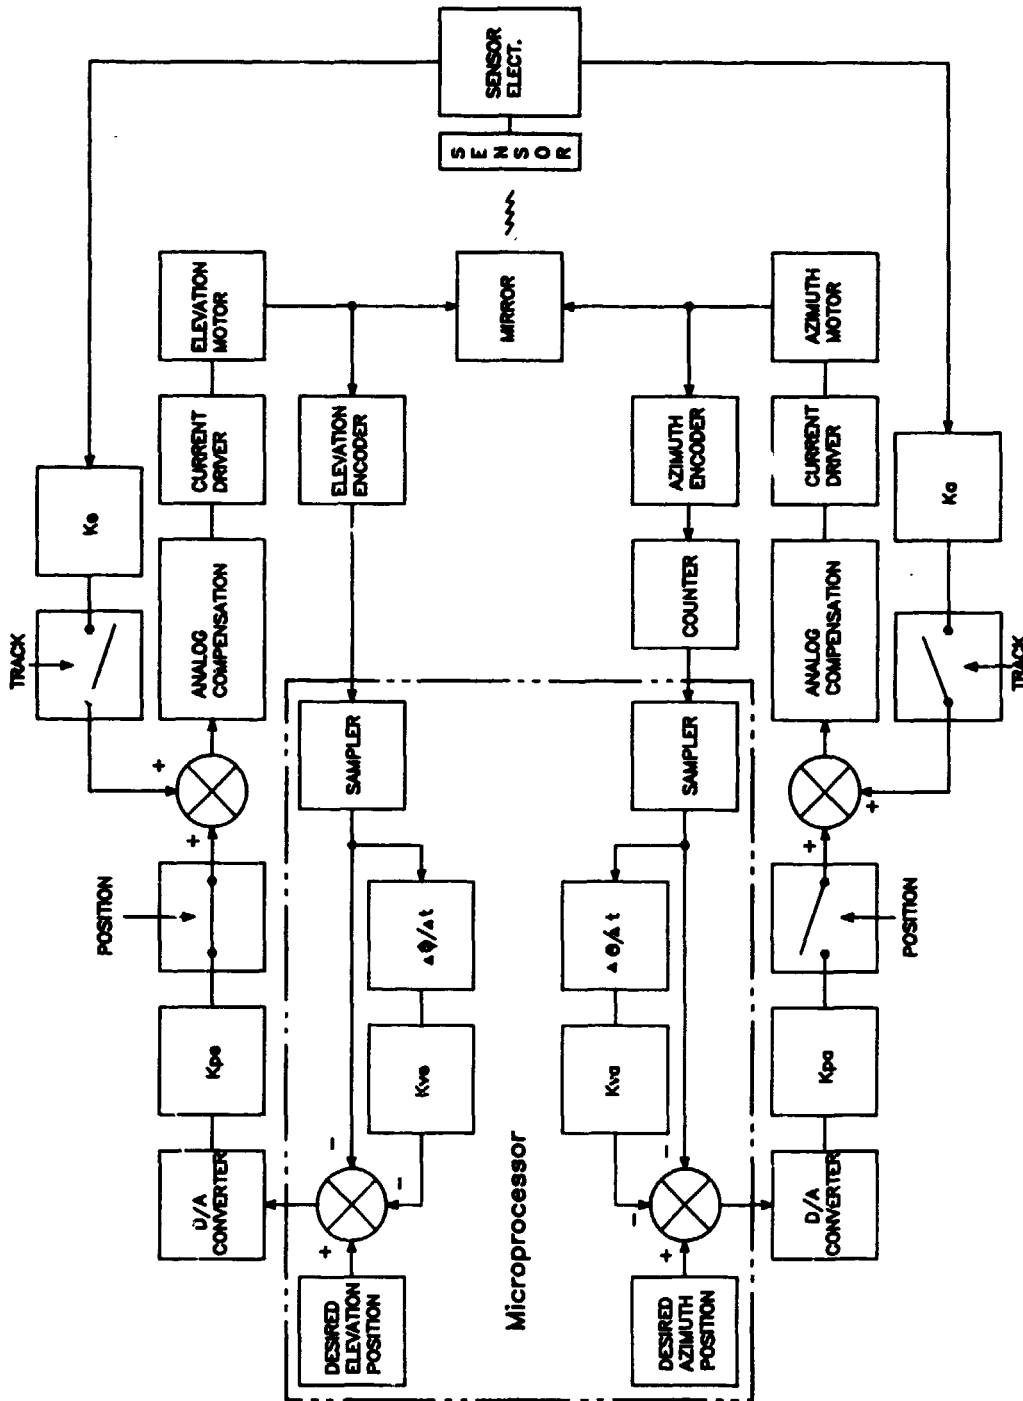 TRACK
Ke
SENSOR
ELECT.
POSITION
+
+
D/A
CONVERTER
Kpe
ANALOG
COMPENSATION
CURRENT
DRIVER
ELEVATION
MOTOR
SENSOR
DESIRED
ELEVATION
POSITION
+
-
-
Kve
ΔΦ/Δt
SAMPLER
ELEVATION
ENCODER
MIRROR
Microprocessor
Kva
ΔΘ/Δt
DESIRED
AZIMUTH
POSITION
+
-
-
SAMPLER
COUNTER
AZIMUTH
ENCODER
D/A
CONVERTER
Kpa
+
+
ANALOG
COMPENSATION
CURRENT
DRIVER
AZIMUTH
MOTOR
POSITION
Ka
TRACK